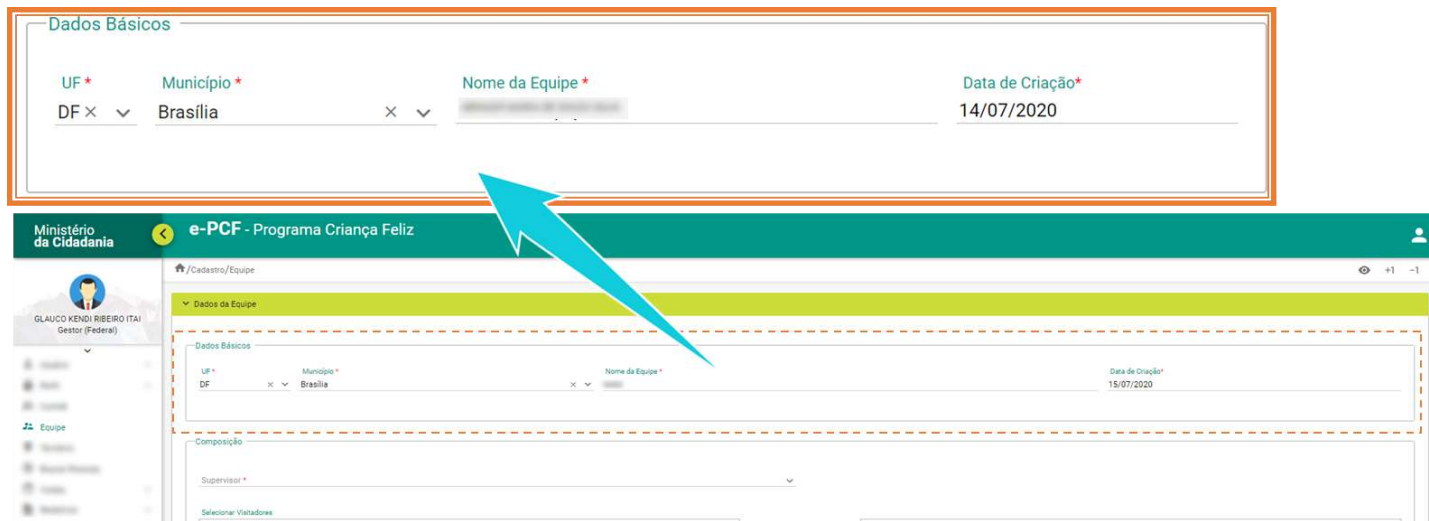 Dados Básicos
UF * Município * Nome da Equipe * Data de Criação*
DF × Brasília × 14/07/2020
Ministério
da Cidadania
e-PCF - Programa Criança Feliz
/Cadastro/Equipe +1 -1
GLAUCO KENDI RIBEIRO ITAI
Gestor (Federal)
Dados da Equipe
Dados Básicos
UF * Município * Nome da Equipe * Data de Criação*
DF × Brasília × 15/07/2020
Equipe
Composição
Supervisor *
Selecionar Visitadores